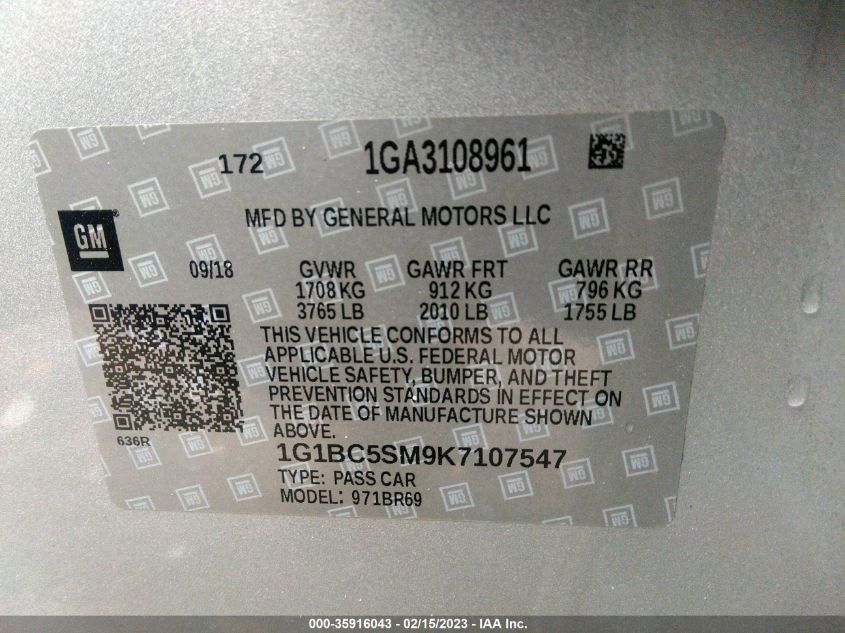 172 1GA3108961
MFD BY GENERAL MOTORS LLC
GM
09/18 GVWR GAWR FRT GAWR RR
1708 KG 912 KG 796 KG
3765 LB 2010 LB 1755 LB
THIS VEHICLE CONFORMS TO ALL
APPLICABLE U.S. FEDERAL MOTOR
VEHICLE SAFETY, BUMPER, AND THEFT
PREVENTION STANDARDS IN EFFECT ON
THE DATE OF MANUFACTURE SHOWN
ABOVE.
636R
1G1BC5SM9K7107547
TYPE: PASS CAR
MODEL: 971BR69
000-35916043 - 02/15/2023 - IAA Inc.